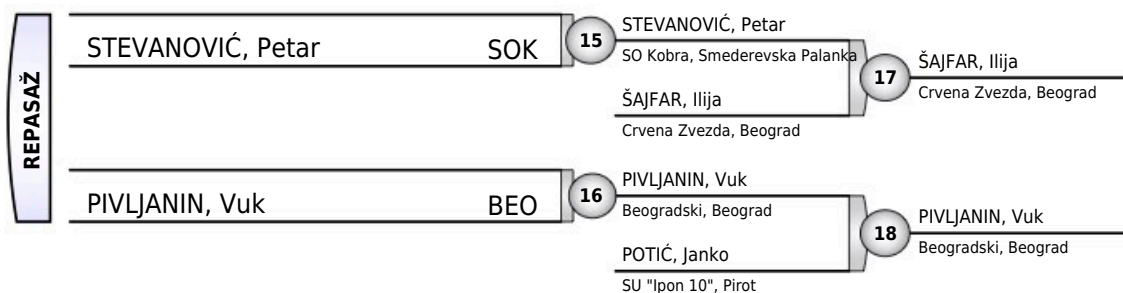 REPASAŽ
STEVANOVIĆ, Petar SOK
15
STEVANOVIĆ, Petar
SO Kobra, Smederevska Palanka
ŠAJFAR, Ilija
Crvena Zvezda, Beograd
17
ŠAJFAR, Ilija
Crvena Zvezda, Beograd
PIVLJANIN, Vuk BEO
16
PIVLJANIN, Vuk
Beogradski, Beograd
POTIĆ, Janko
SU "Ipon 10", Pirot
18
PIVLJANIN, Vuk
Beogradski, Beograd